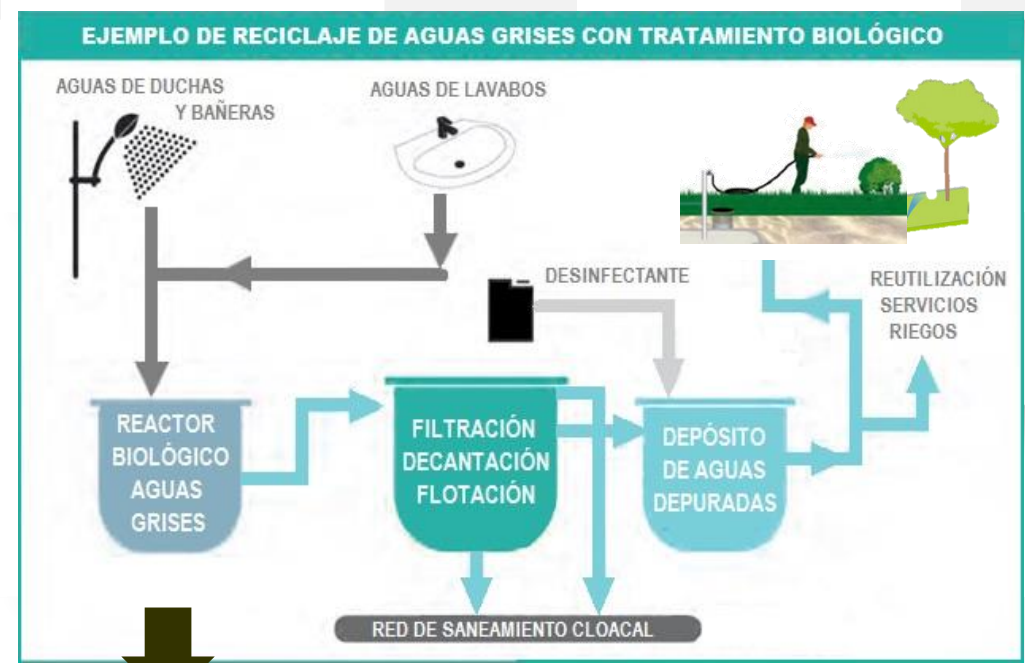 EJEMPLO DE RECICLAJE DE AGUAS GRISES CON TRATAMIENTO BIOLÓGICO
AGUAS DE DUCHAS
Y BAÑERAS
AGUAS DE LAVABOS
DESINFECTANTE
REUTILIZACIÓN
SERVICIOS
RIEGOS
REACTOR
BIOLÓGICO
AGUAS
GRISES
FILTRACIÓN
DECANTACIÓN
FLOTACIÓN
DEPÓSITO
DE AGUAS
DEPURADAS
RED DE SANEAMIENTO CLOACAL